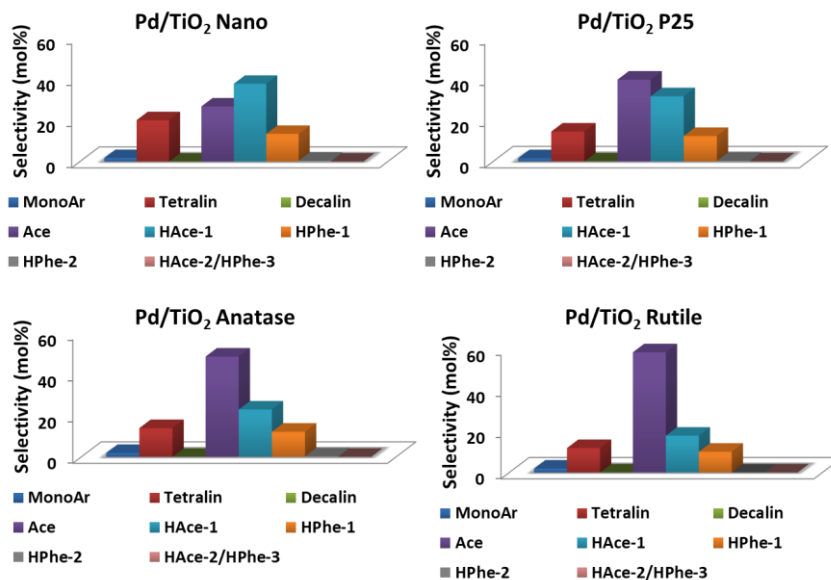 Pd/TiO₂ Nano
Selectivity (mol%)
60
40
20
0
MonoAr Tetralin Decalin
Ace HAce-1 HPhe-1
HPhe-2 HAce-2/HPhe-3
Pd/TiO₂ P25
Selectivity (mol%)
60
40
20
0
MonoAr Tetralin Decalin
Ace HAce-1 HPhe-1
HPhe-2 HAce-2/HPhe-3
Pd/TiO₂ Anatase
Selectivity (mol%)
60
40
20
0
MonoAr Tetralin Decalin
Ace HAce-1 HPhe-1
HPhe-2 HAce-2/HPhe-3
Pd/TiO₂ Rutile
Selectivity (mol%)
60
40
20
0
MonoAr Tetralin Decalin
Ace HAce-1 HPhe-1
HPhe-2 HAce-2/HPhe-3